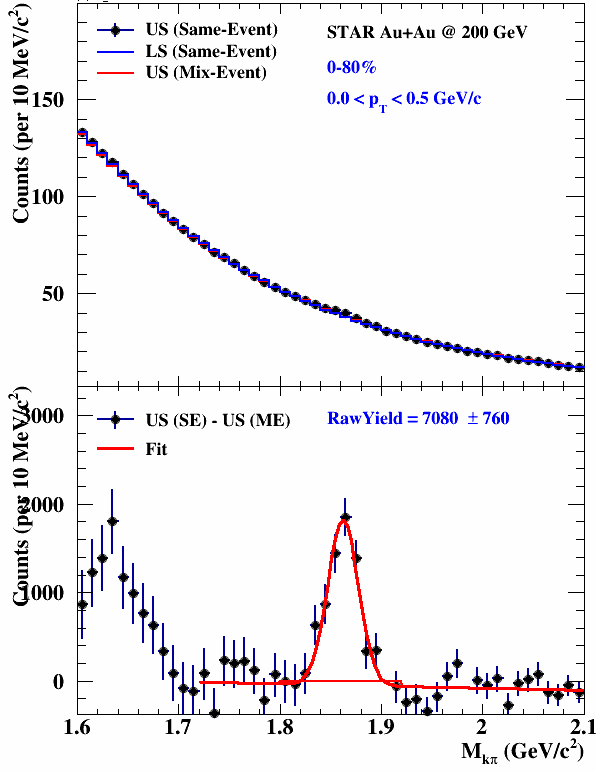 US (Same-Event)
LS (Same-Event)
US (Mix-Event)
STAR Au+Au @ 200 GeV
0-80%
0.0 < pT < 0.5 GeV/c
Counts (per 10 MeV/c²)
150
100
50
US (SE) - US (ME)
Fit
RawYield = 7080 ± 760
Counts (per 10 MeV/c²)
3000
2000
1000
0
1.6 1.7 1.8 1.9 2 2.1
Mkπ (GeV/c²)